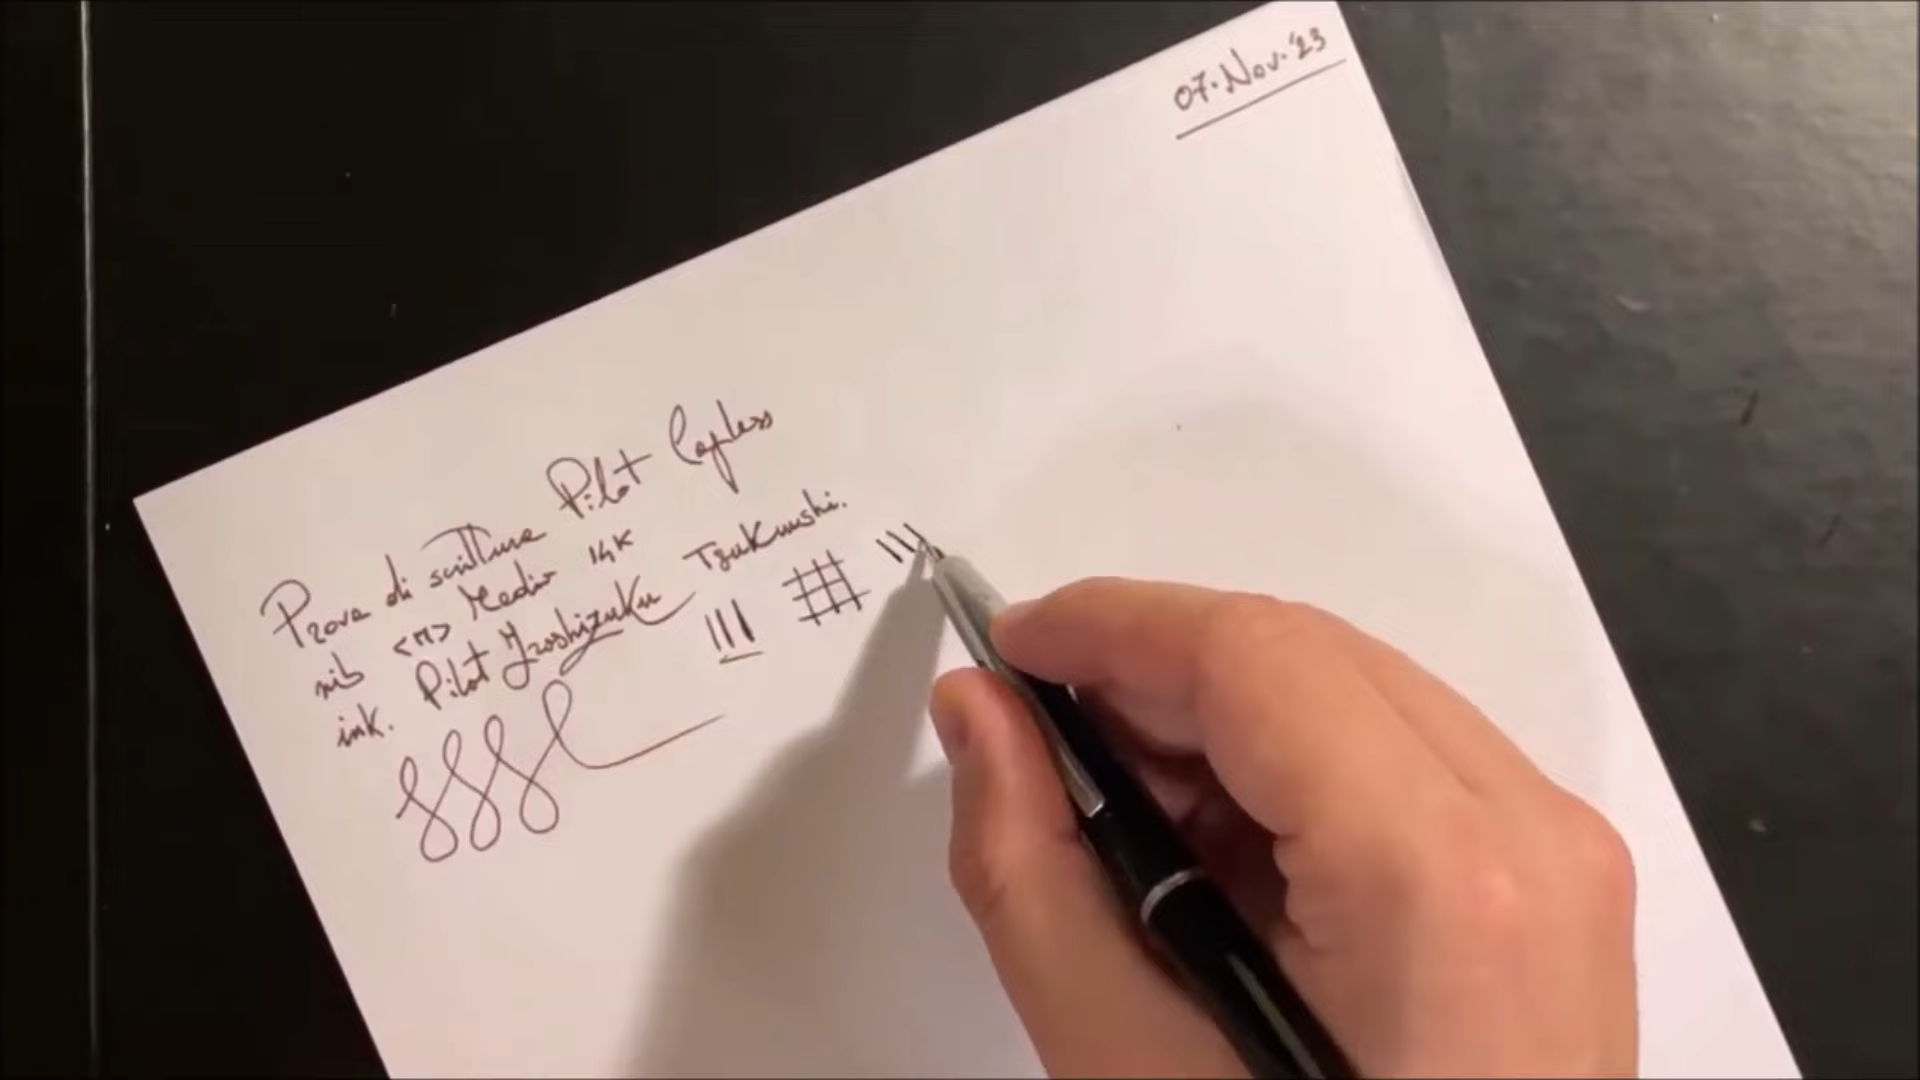 07.Nov.'23
Prova di scrittura Pilot Capless
nib <M> Medio 14K
ink. Pilot Iroshizuku Tsukushi.